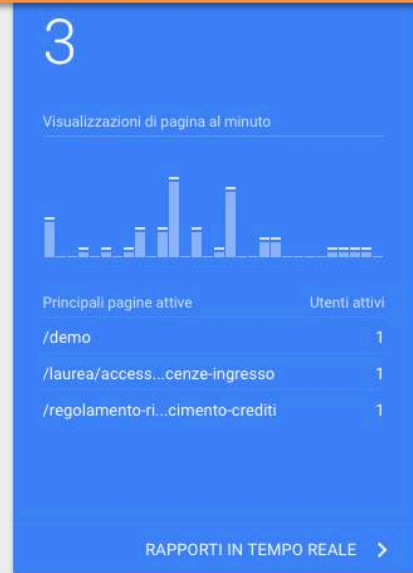 3
Visualizzazioni di pagina al minuto
Principali pagine attive Utenti attivi
/demo 1
/laurea/access...cenze-ingresso 1
/regolamento-ri...cimento-crediti 1
RAPPORTI IN TEMPO REALE